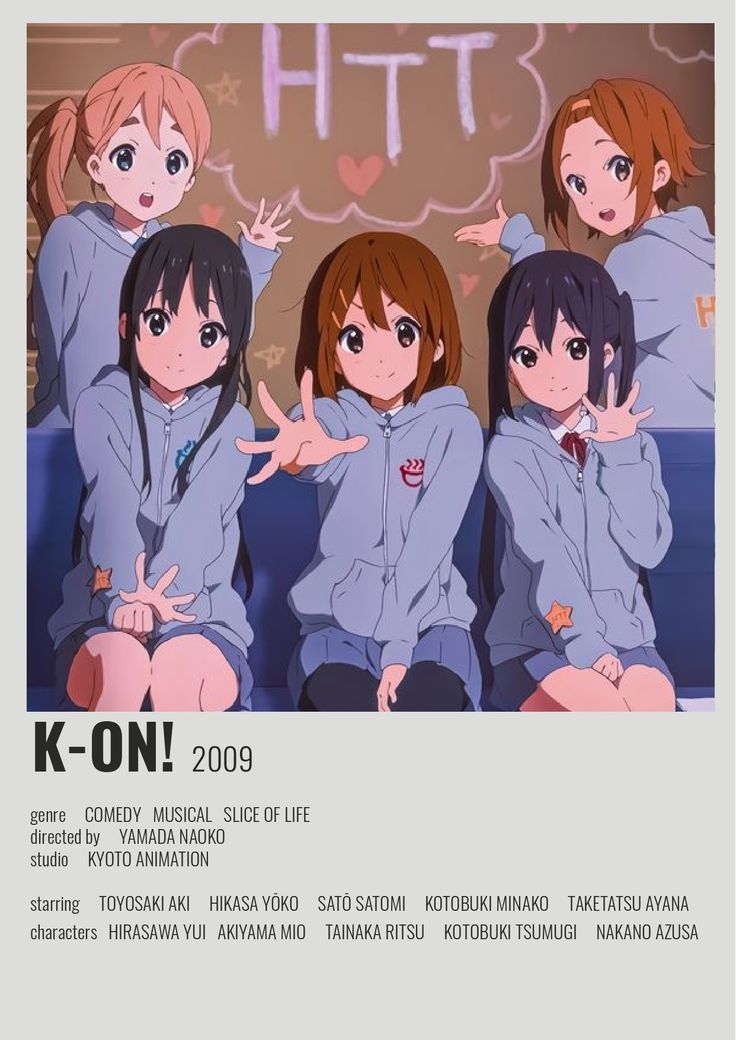 HTT
H
HTT
K-ON! 2009
genre COMEDY MUSICAL SLICE OF LIFE
directed by YAMADA NAOKO
studio KYOTO ANIMATION
starring TOYOSAKI AKI HIKASA YŌKO SATŌ SATOMI KOTOBUKI MINAKO TAKETATSU AYANA
characters HIRASAWA YUI AKIYAMA MIO TAINAKA RITSU KOTOBUKI TSUMUGI NAKANO AZUSA